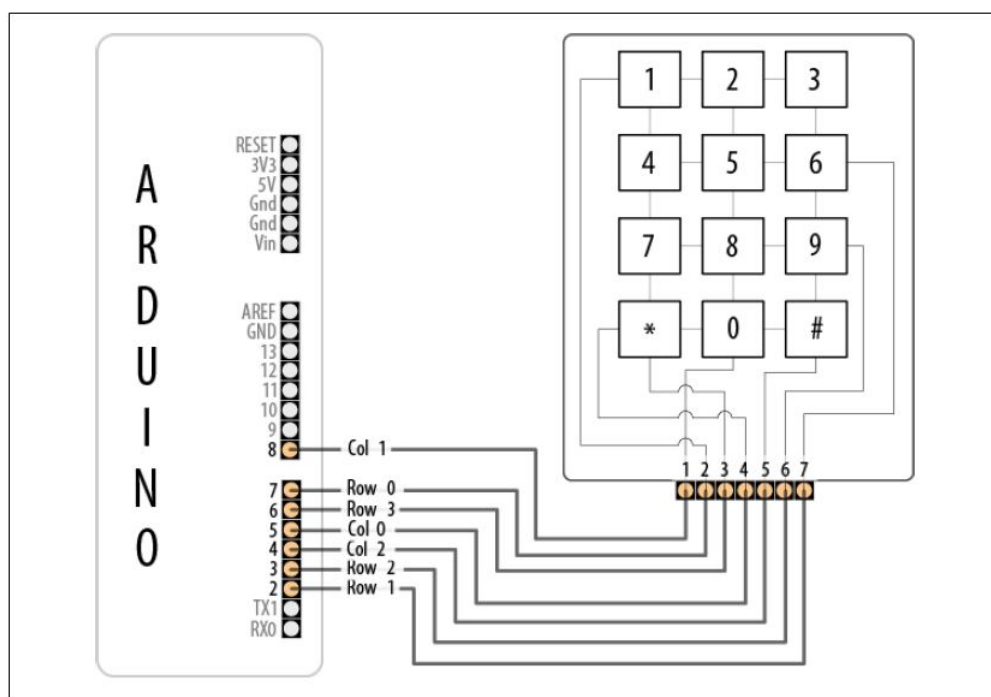 ARDUINO
RESET
3V3
5V
Gnd
Gnd
Vin
AREF
GND
13
12
11
10
9
8 Col 1
7 Row 0
6 Row 3
5 Col 0
4 Col 2
3 Row 2
2 Row 1
TX1
RX0
1 2 3
4 5 6
7 8 9
* 0 #
1 2 3 4 5 6 7